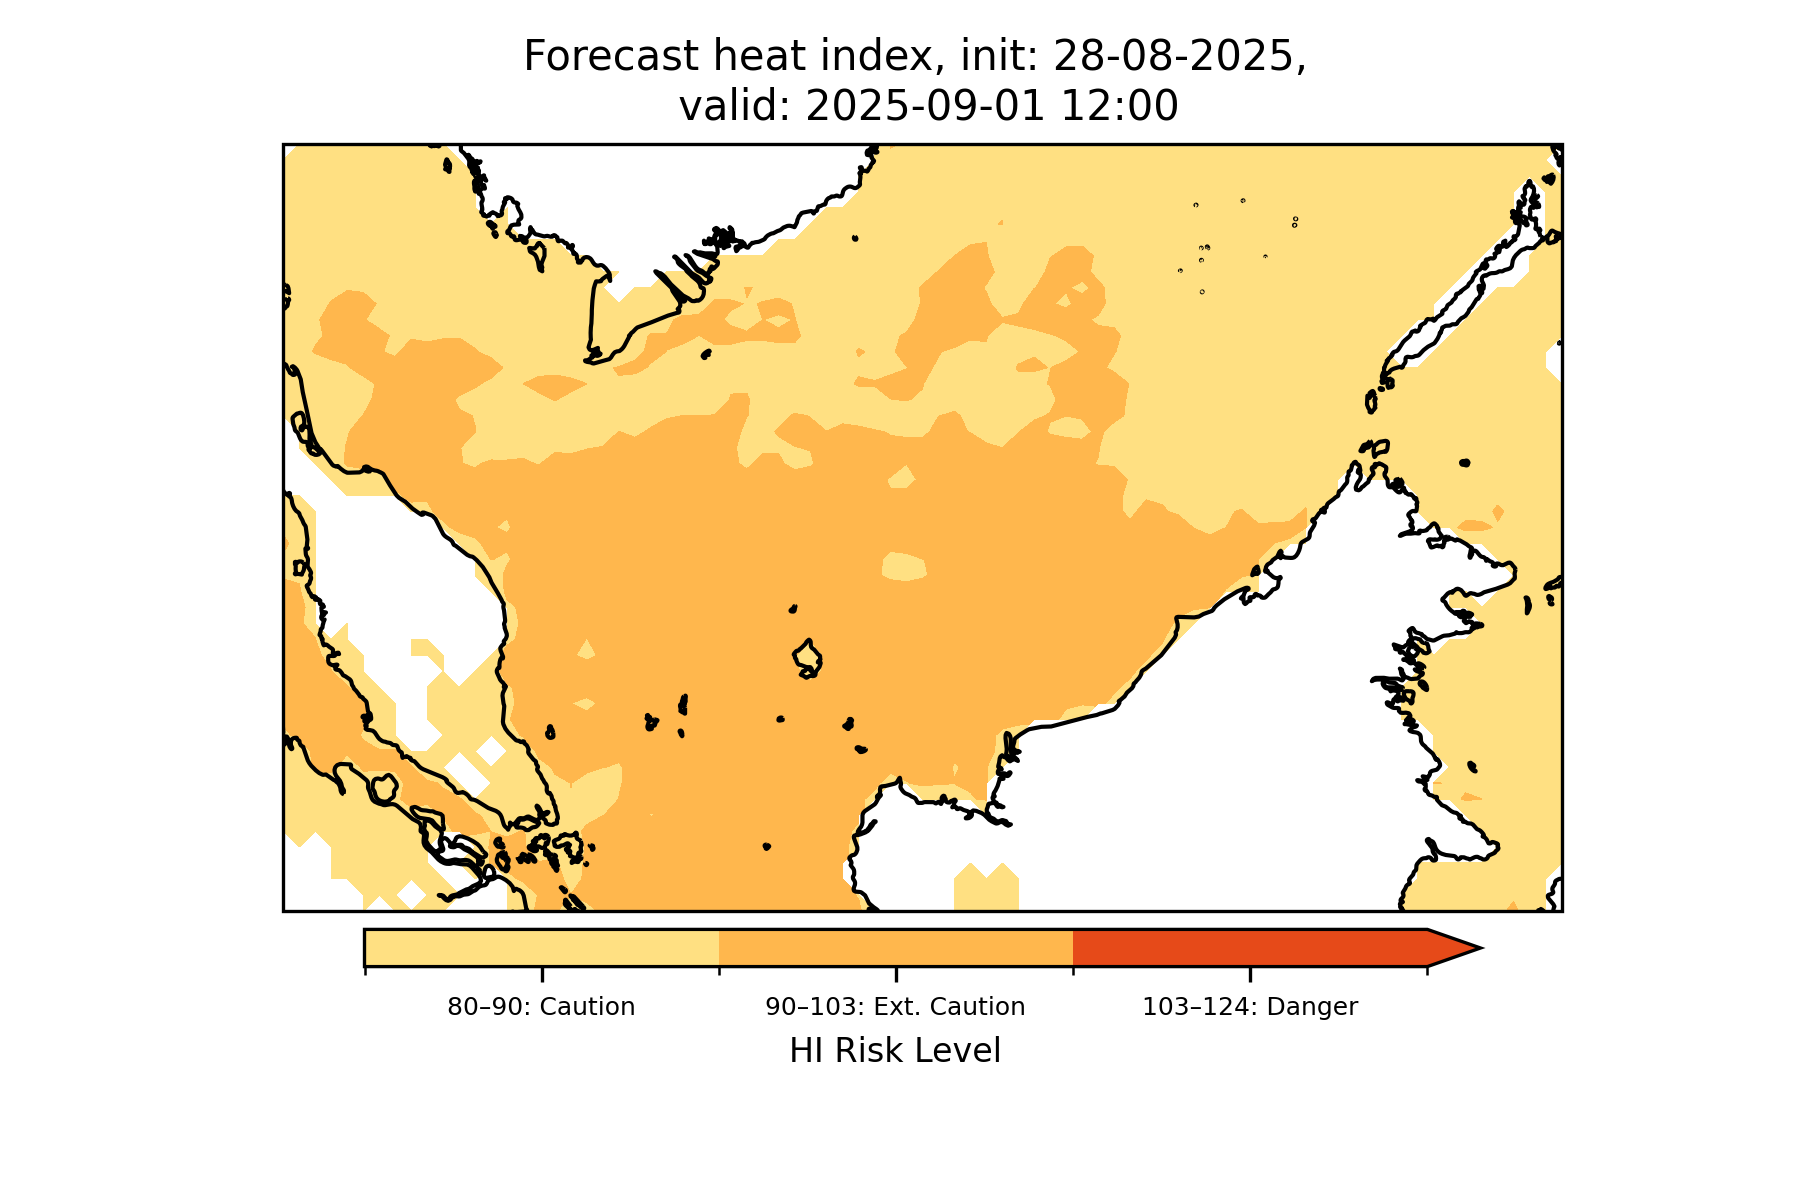 Forecast heat index, init: 28-08-2025,
valid: 2025-09-01 12:00
80–90: Caution
90–103: Ext. Caution
103–124: Danger
HI Risk Level